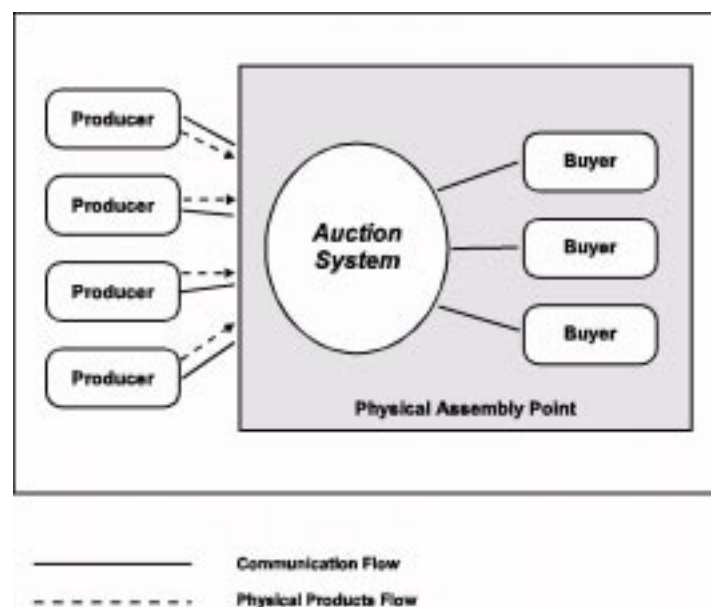 Producer
Producer
Producer
Producer
Auction
System
Buyer
Buyer
Buyer
Physical Assembly Point
Communication Flow
Physical Products Flow